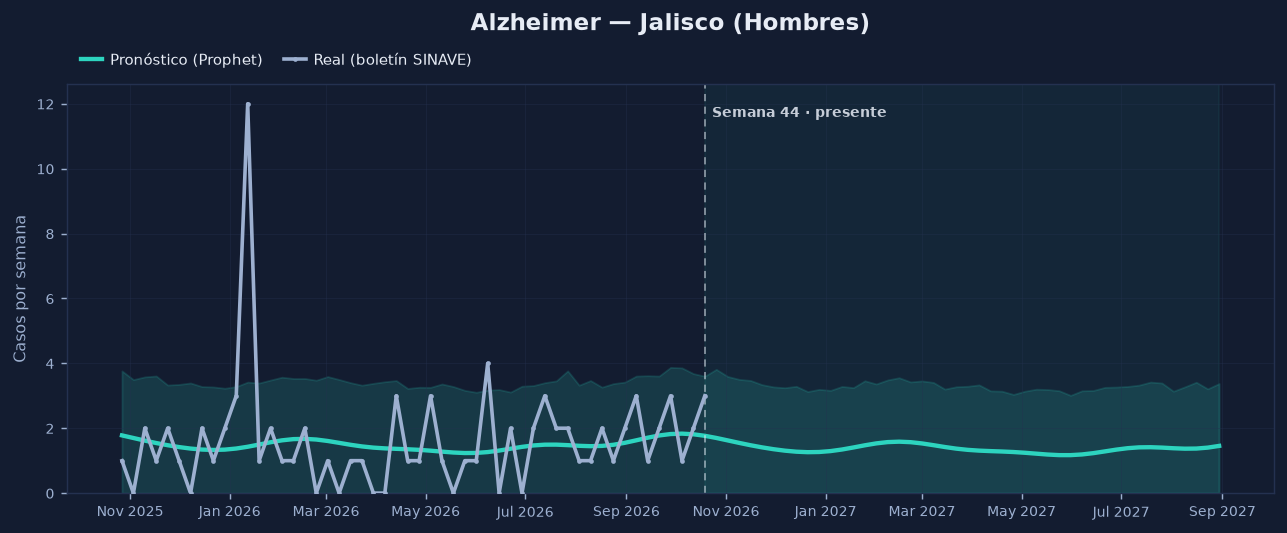 Alzheimer — Jalisco (Hombres)
Pronóstico (Prophet) Real (boletín SINAVE)
Semana 44 · presente
Casos por semana
12
10
8
6
4
2
0
Nov 2025 Jan 2026 Mar 2026 May 2026 Jul 2026 Sep 2026 Nov 2026 Jan 2027 Mar 2027 May 2027 Jul 2027 Sep 2027